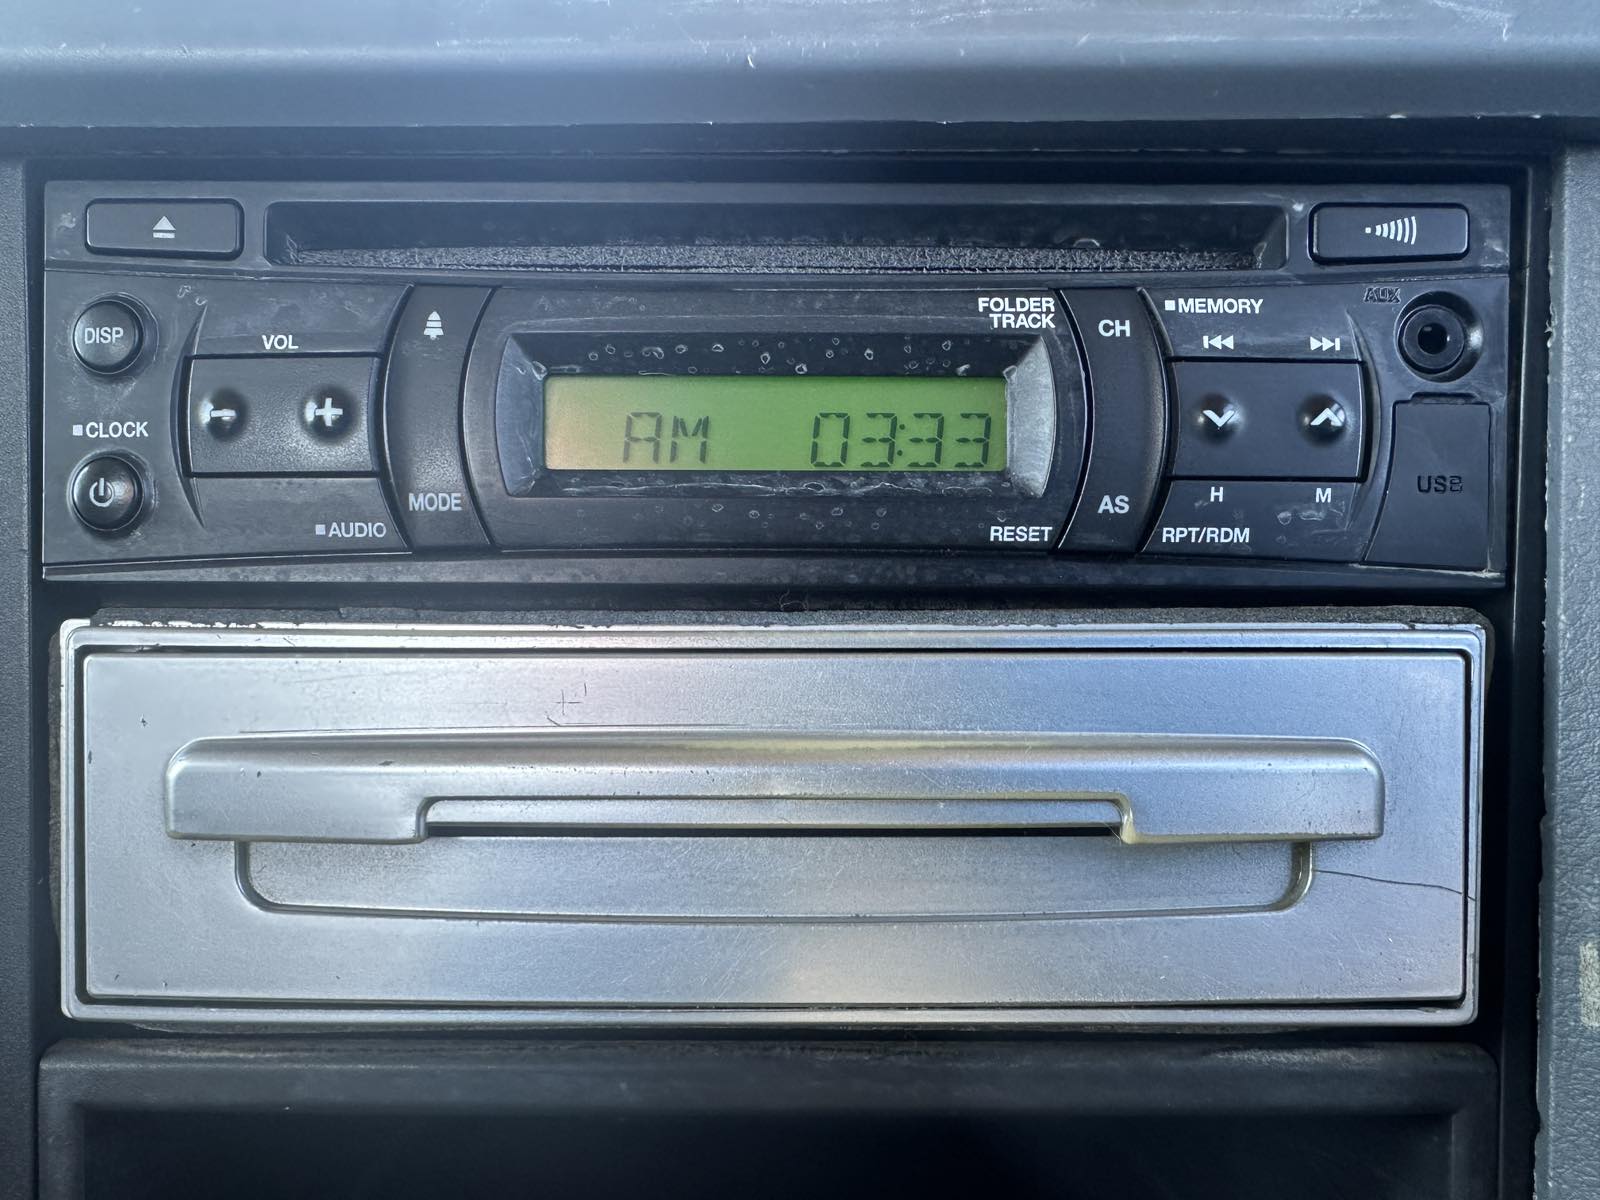 DISP
VOL
- +
CLOCK
AUDIO
MODE
FOLDER
TRACK
AM 03:33
RESET
CH
AS
MEMORY
H M
RPT/RDM
AUX
USB